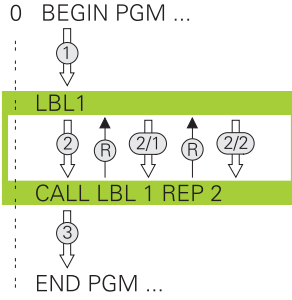 0 BEGIN PGM ...
1
LBL1
2 R 2/1 R 2/2
CALL LBL 1 REP 2
3
END PGM ...